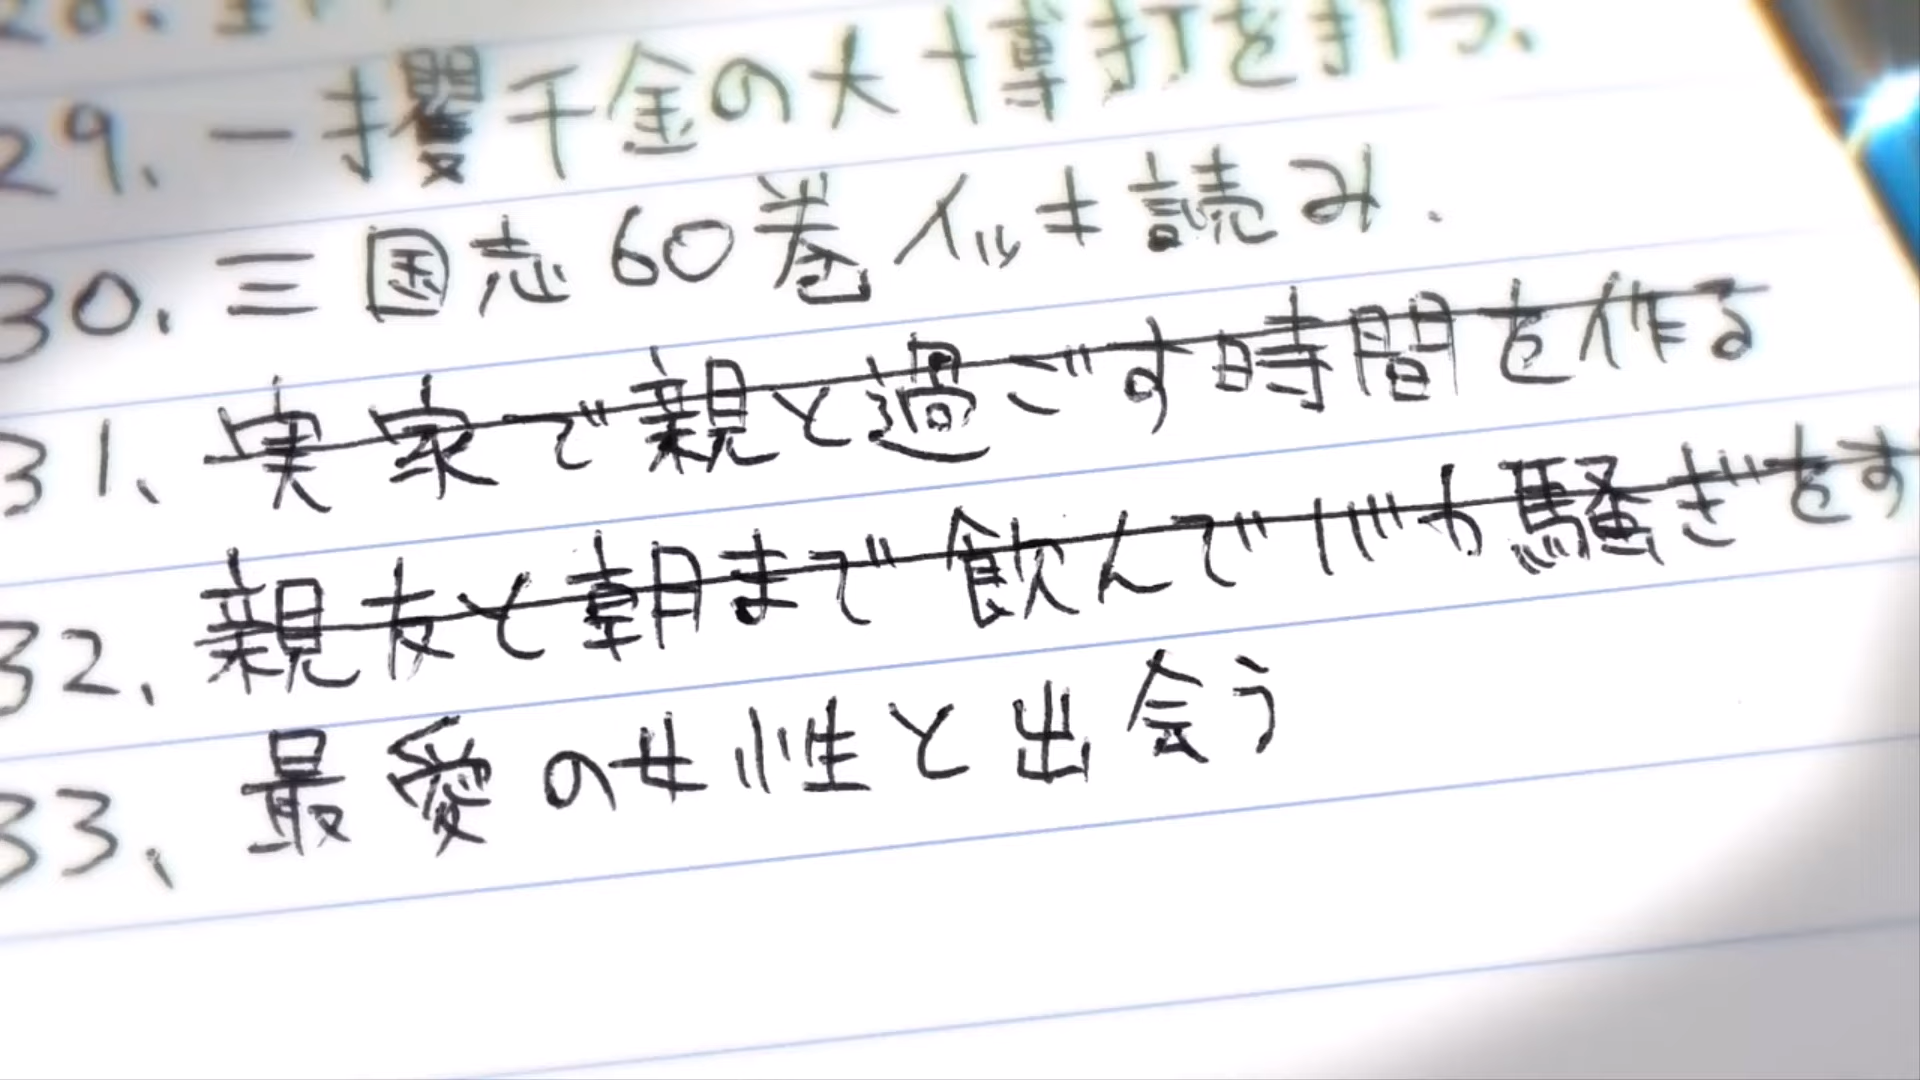 29、一攫千金の大博打を打つ、
30、三国志60巻イッキ読み.
31、実家で親と過ごす時間を作る
32、親友と朝まで飲んでバカ騒ぎをす
33、最愛の女性と出会う